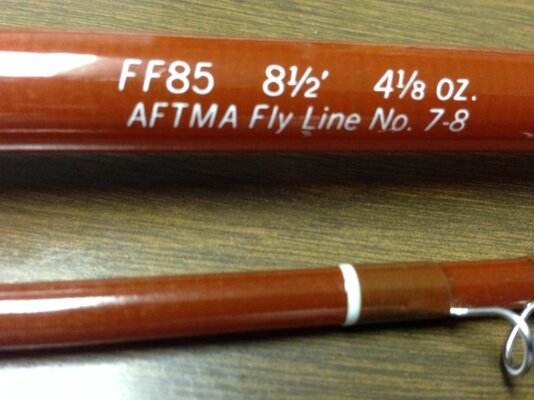 FF85 8½' 4⅛ OZ.
AFTMA Fly Line No. 7-8